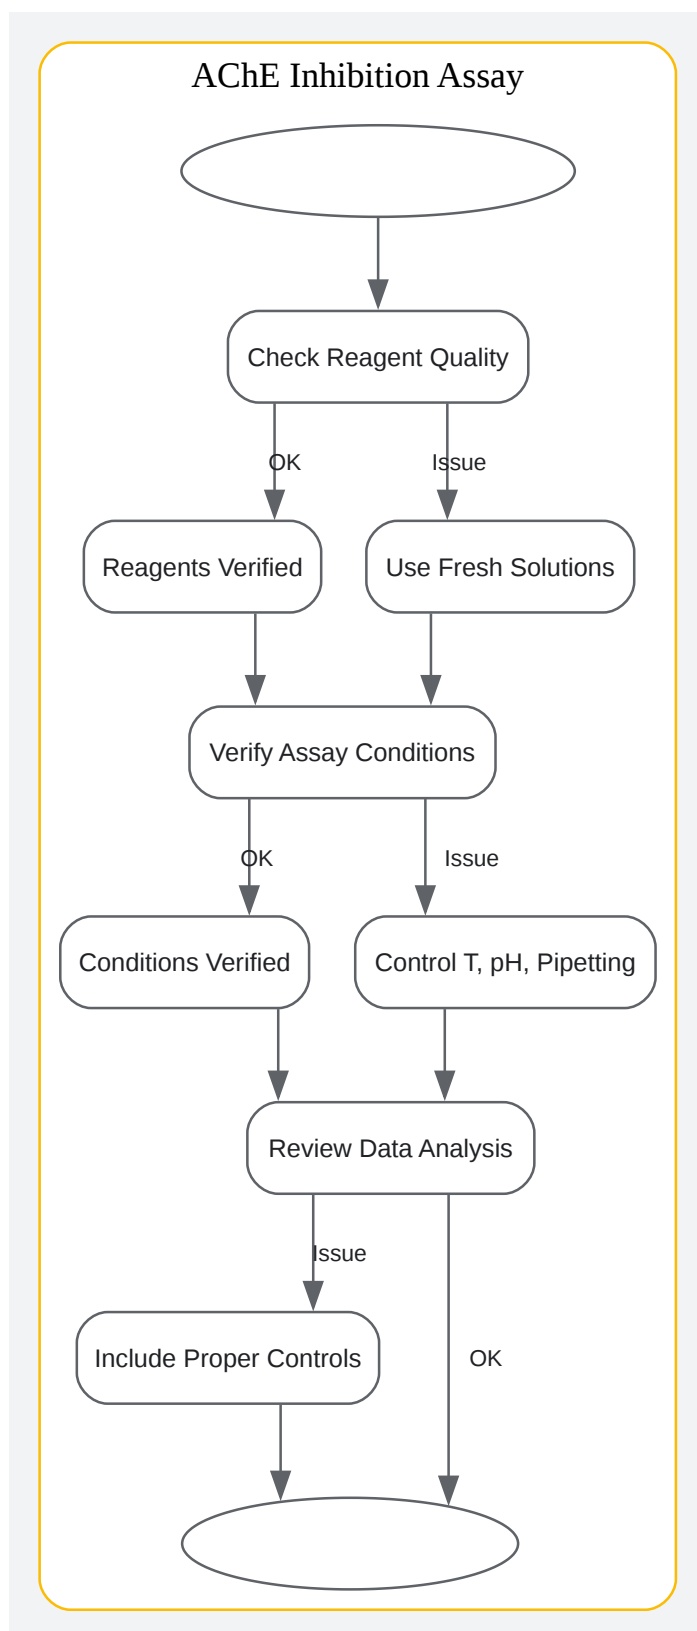 AChE Inhibition Assay
Check Reagent Quality
OK
Issue
Reagents Verified
Use Fresh Solutions
Verify Assay Conditions
OK
Issue
Conditions Verified
Control T, pH, Pipetting
Review Data Analysis
Issue
Include Proper Controls
OK